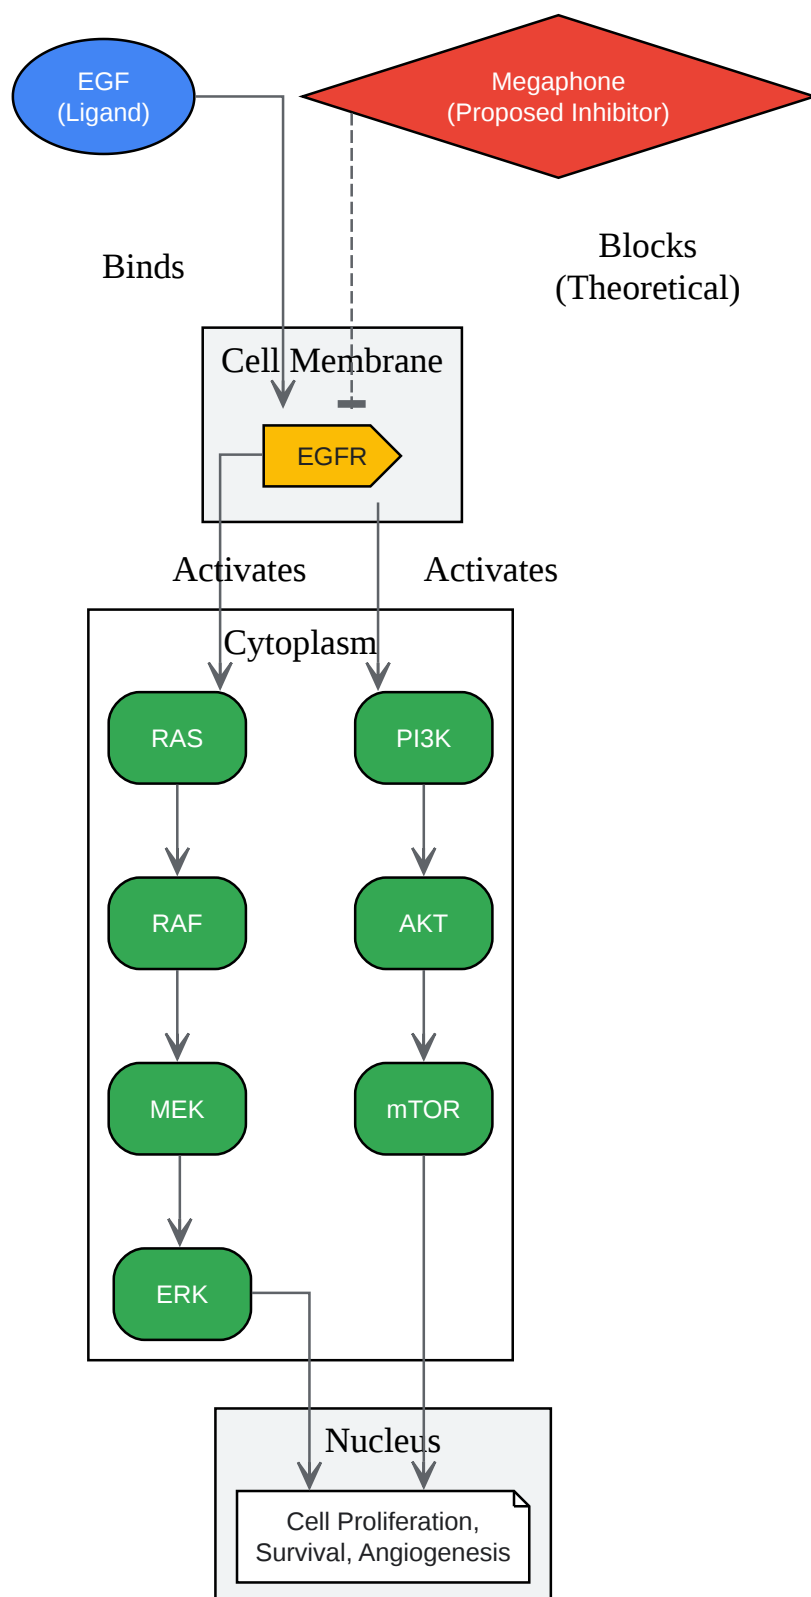 EGF
(Ligand)
Megaphone
(Proposed Inhibitor)
Binds
Blocks
(Theoretical)
Cell Membrane
EGFR
Activates
Activates
Cytoplasm
RAS
PI3K
RAF
AKT
MEK
mTOR
ERK
Nucleus
Cell Proliferation,
Survival, Angiogenesis